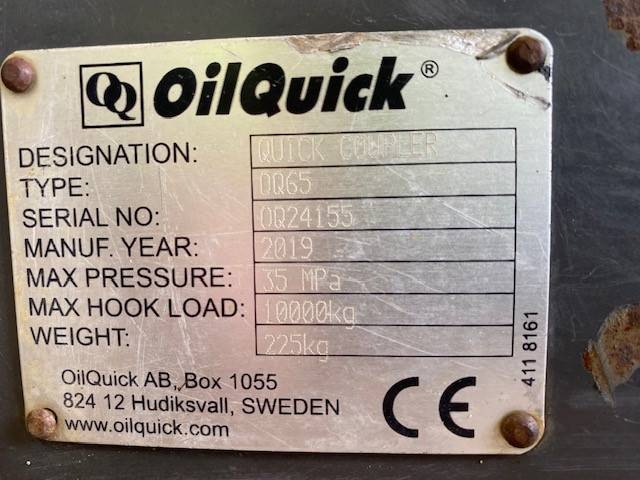 OQ OilQuick®
DESIGNATION: QUICK COUPLER
TYPE: OQ65
SERIAL NO: OQ24155
MANUF. YEAR: 2019
MAX PRESSURE: 35 MPa
MAX HOOK LOAD: 10000kg
WEIGHT: 225kg
OilQuick AB, Box 1055
824 12 Hudiksvall, SWEDEN
www.oilquick.com
CE
411 8161